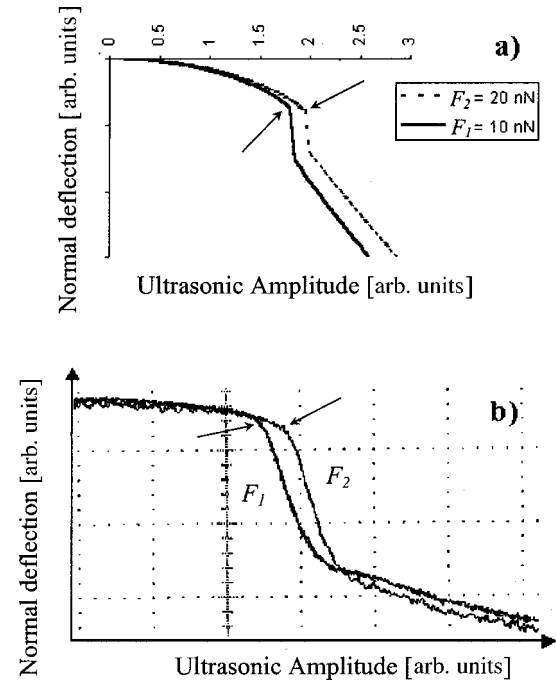 0 0.5 1 1.5 2 2.5 3
a)
F2 = 20 nN
F1 = 10 nN
Normal deflection [arb. units]
Ultrasonic Amplitude [arb. units]
b)
F1
F2
Normal deflection [arb. units]
Ultrasonic Amplitude [arb. units]